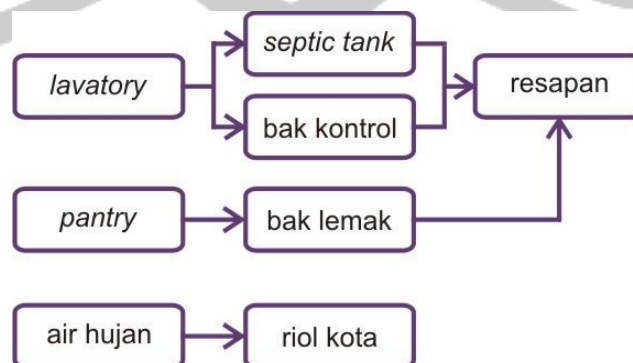 lavatory
septic tank
bak kontrol
resapan
pantry
bak lemak
air hujan
riol kota